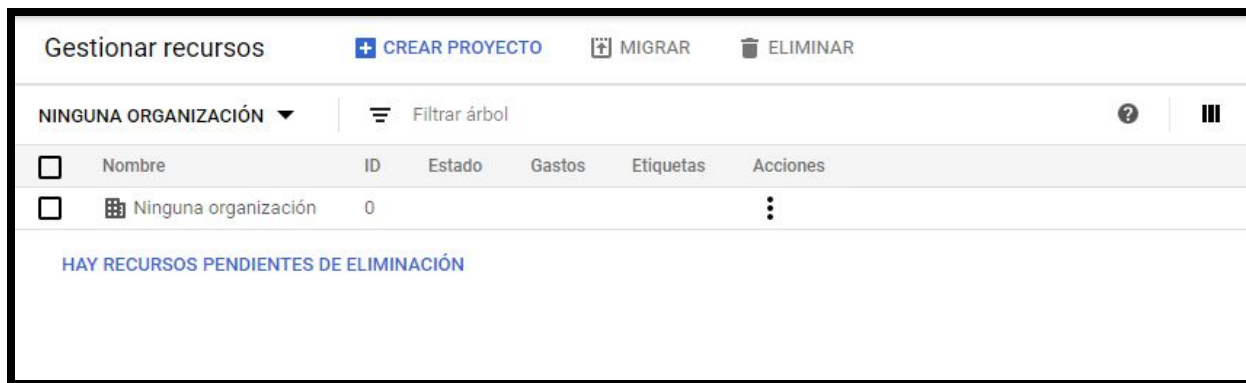 Gestionar recursos CREAR PROYECTO MIGRAR ELIMINAR
NINGUNA ORGANIZACIÓN Filtrar árbol
Nombre ID Estado Gastos Etiquetas Acciones
Ninguna organización 0
HAY RECURSOS PENDIENTES DE ELIMINACIÓN